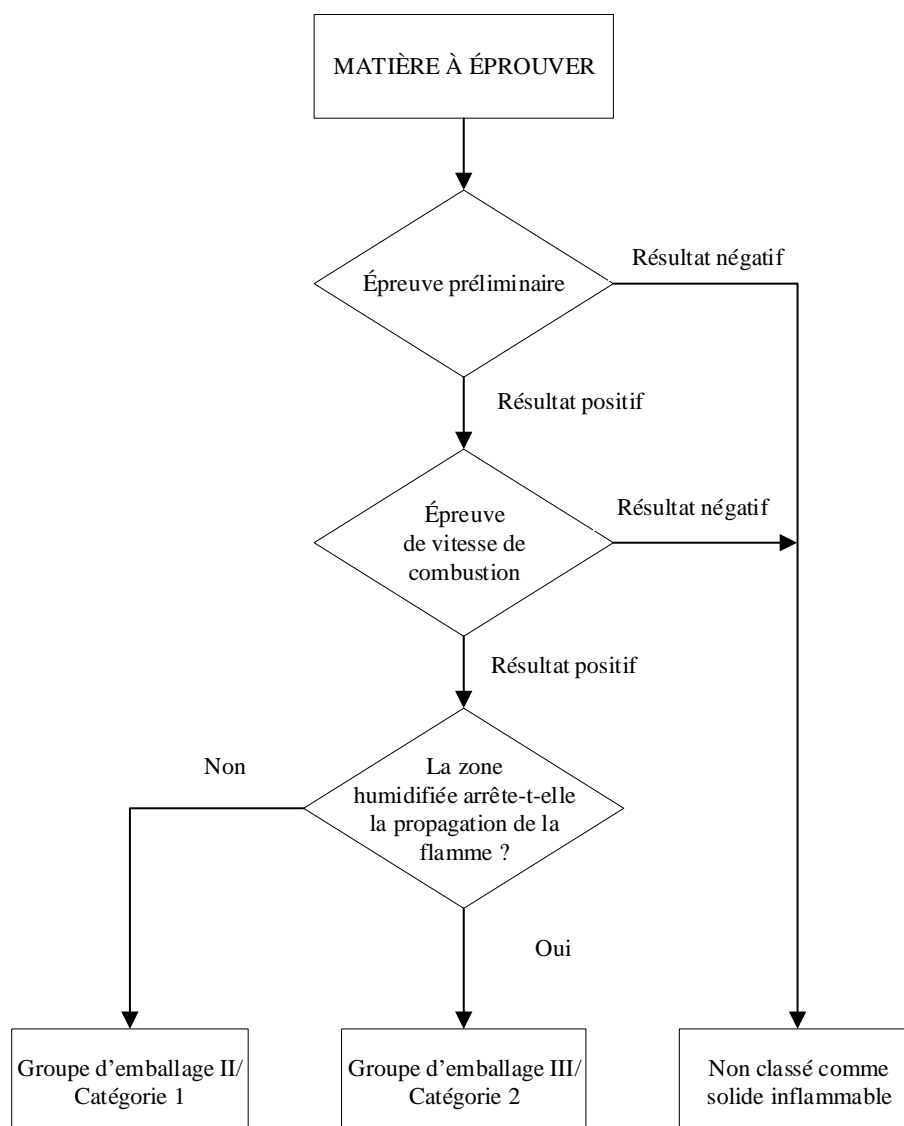 MATIÈRE À ÉPROUVER
Résultat négatif
Épreuve préliminaire
Résultat positif
Résultat négatif
Épreuve
de vitesse de
combustion
Résultat positif
Non
La zone
humidifiée arrête-t-elle
la propagation de la
flamme ?
Oui
Groupe d’emballage II/
Catégorie 1
Groupe d’emballage III/
Catégorie 2
Non classé comme
solide inflammable